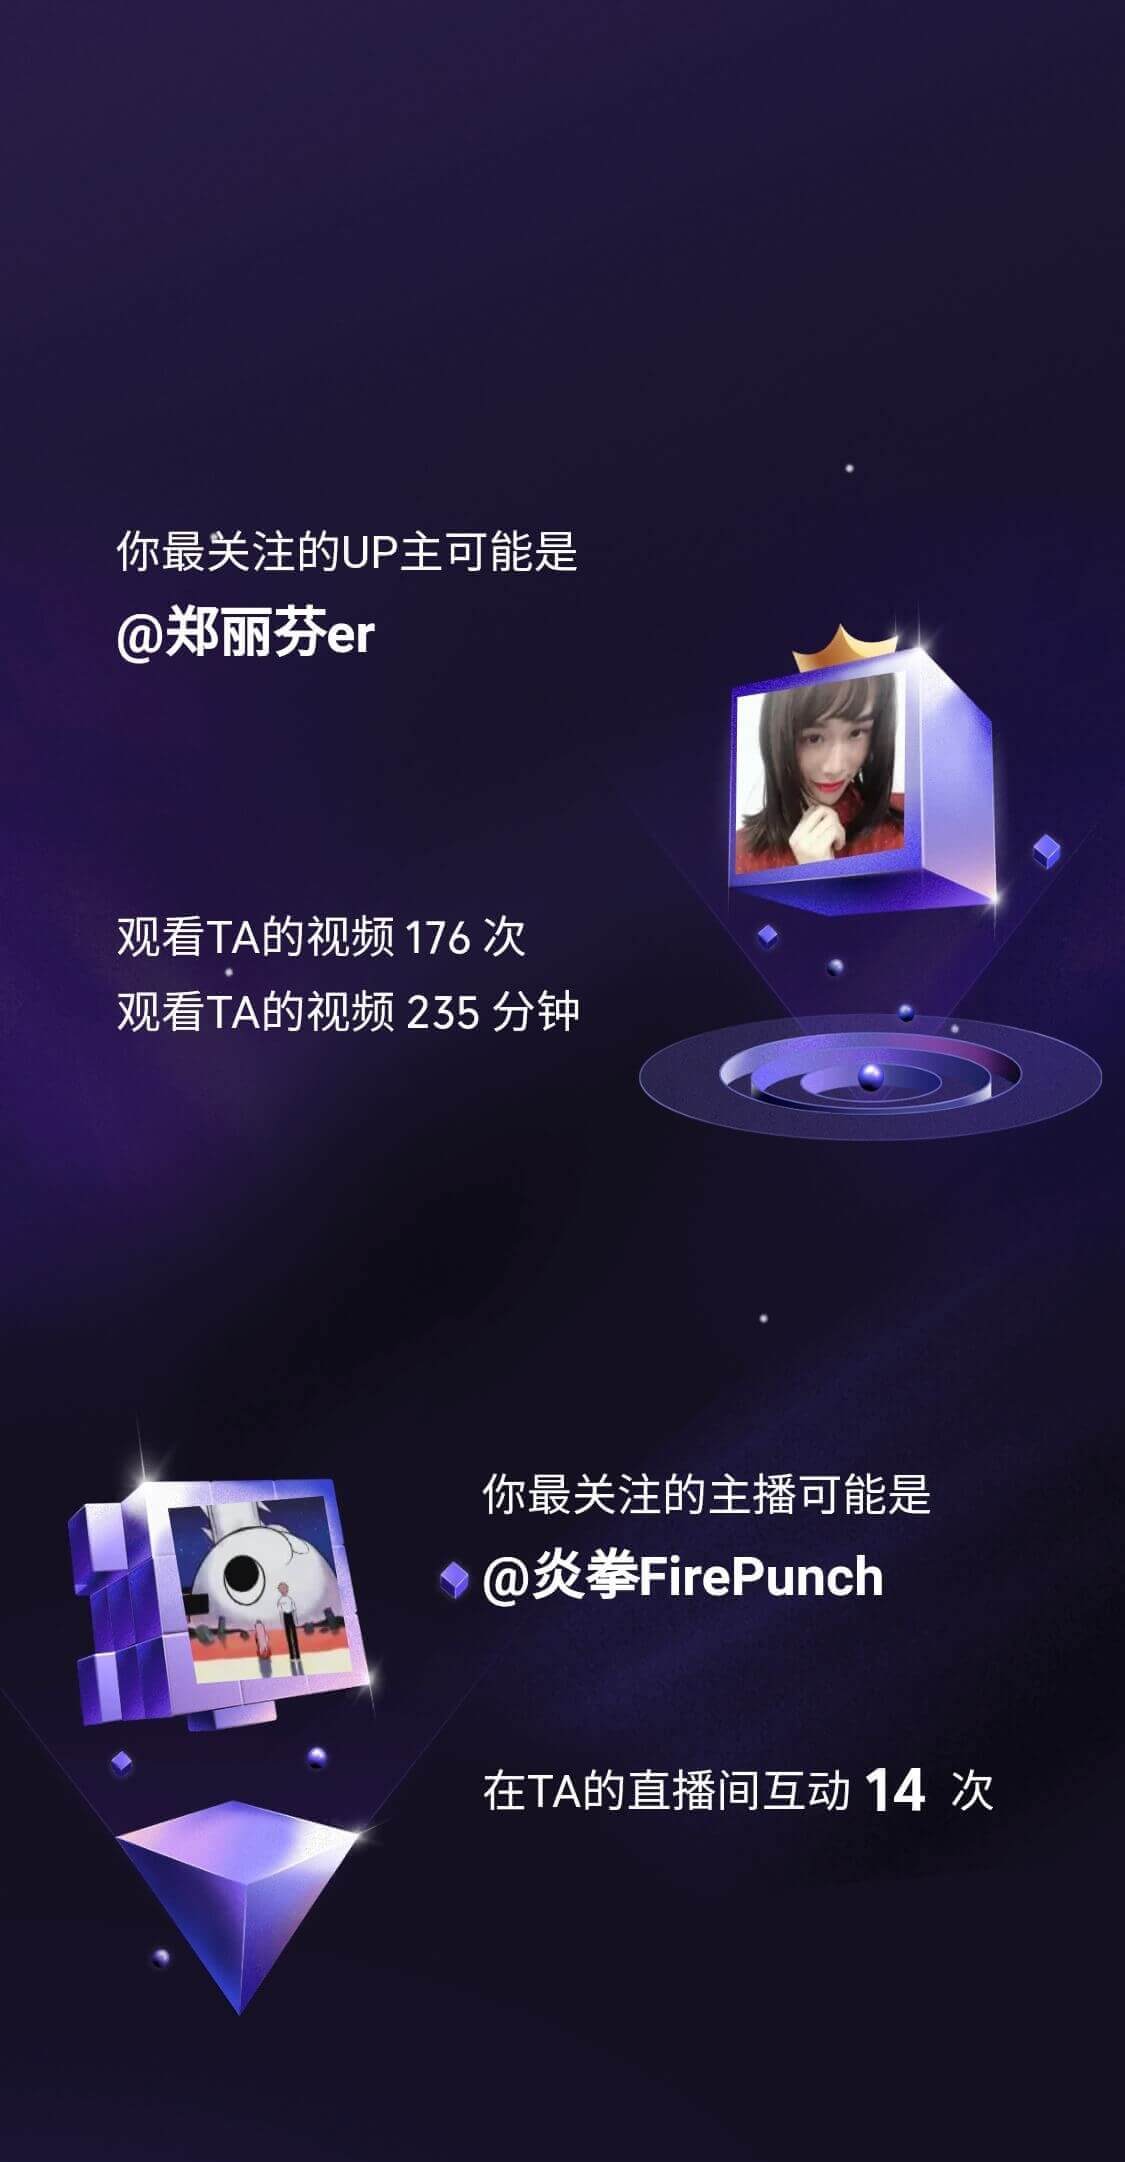 你最关注的UP主可能是
@郑丽芬er
观看TA的视频 176 次
观看TA的视频 235 分钟
你最关注的主播可能是
@炎拳FirePunch
在TA的直播间互动 14 次